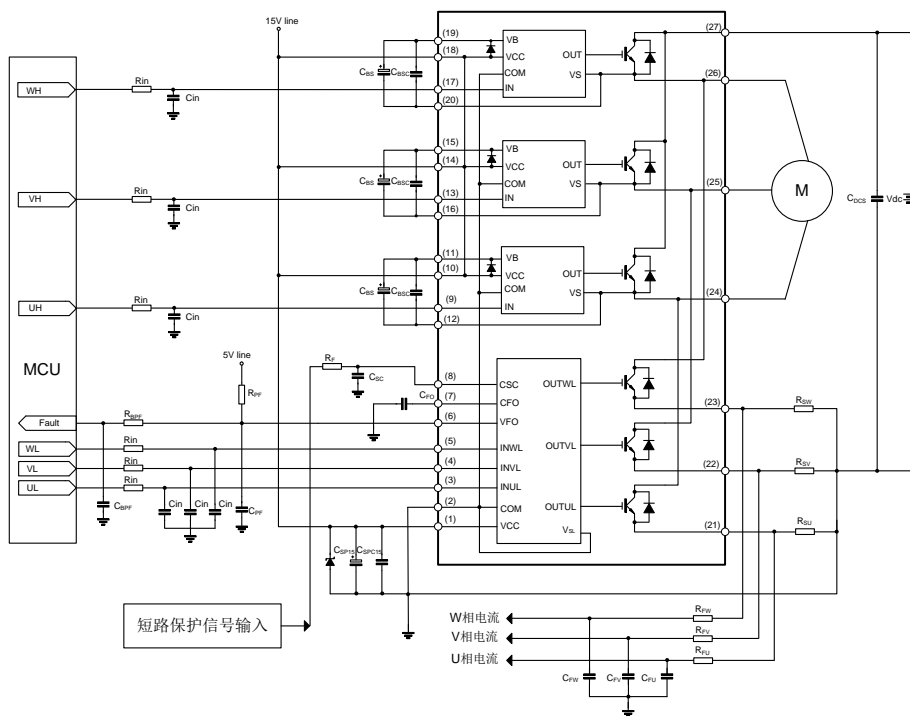 15V line
(27)
(19)
VB
(18)
VCC
OUT
CBS
CBSC
COM
VS
(26)
WH
Rin
(17)
IN
Cin
(20)
(15)
VB
(14)
VCC
OUT
CBS
CBSC
COM
VS
(25)
M
VH
Rin
(13)
IN
CDCS
Vdc
Cin
(16)
(11)
VB
(10)
VCC
OUT
CBS
CBSC
COM
VS
(24)
UH
Rin
(9)
IN
Cin
(12)
MCU
5V line
RF
CSC
(8)
CSC
OUTWL
RPF
CFO
(7)
CFO
(23)
RSW
Fault
RBPF
(6)
VFO
WL
Rin
(5)
INWL
OUTVL
VL
Rin
(4)
INVL
(22)
RSV
UL
Rin
(3)
INUL
CBPF
Cin
Cin
Cin
CPF
(2)
COM
OUTUL
(1)
VCC
VSL
(21)
RSU
CSP15
CSPC15
短路保护信号输入
W相电流
RFW
V相电流
RFV
U相电流
RFU
CFW
CFV
CFU